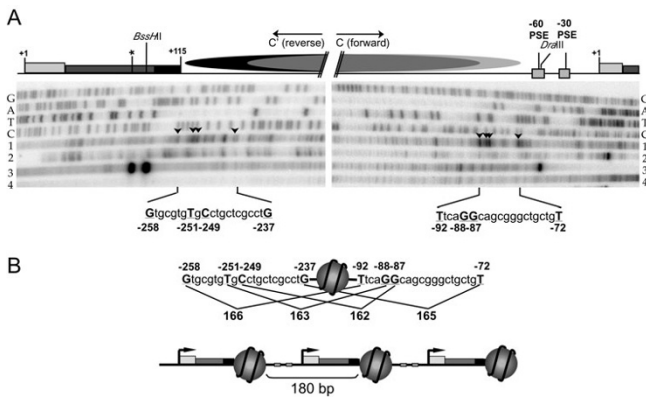 A
C' (reverse)
C (forward)
-60
PSE
-30
PSE
+1
*
BssHII
+115
DraIII
+1
G
A
T
C
1
2
3
4
G
A
T
C
1
2
3
4
GtgcgtgTgCctgctcgcctG
-258 -251-249 -237
TtcaGGcagcgggctgctgT
-92 -88-87 -72
B
-258 -251-249 -237 -92 -88-87 -72
GtgcgtgTgCctgctcgcctG TtcaGGcagcgggctgctgT
166 163 162 165
180 bp